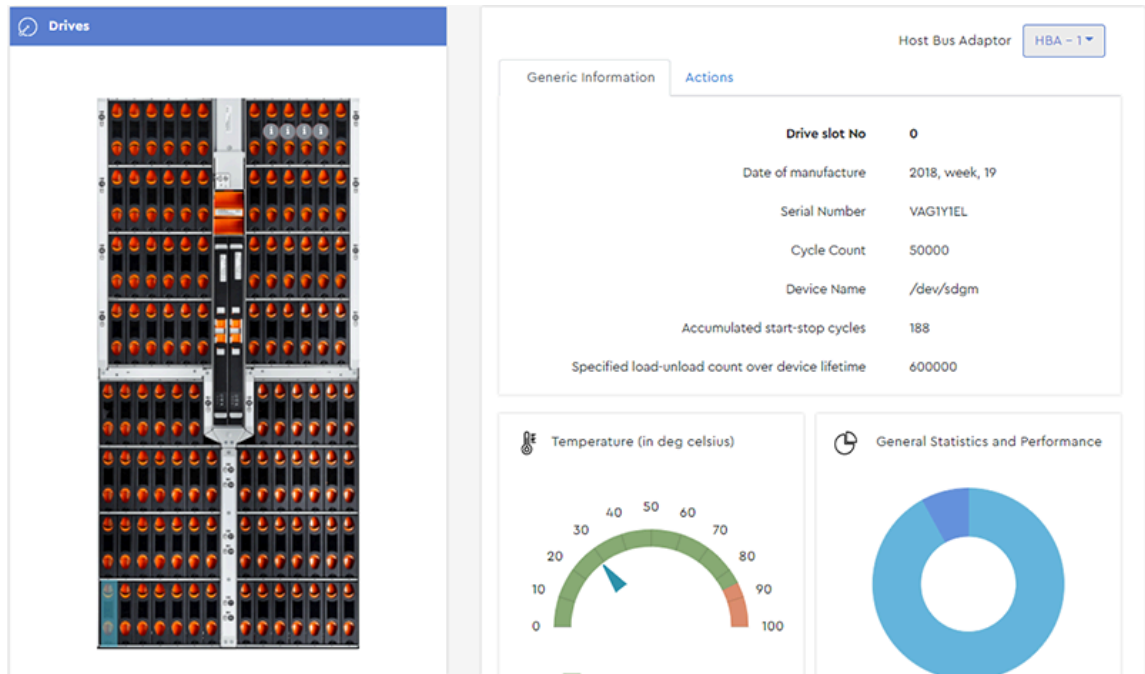 Drives
Host Bus Adaptor HBA - 1
Generic Information Actions
Drive slot No 0
Date of manufacture 2018, week, 19
Serial Number VAG1Y1EL
Cycle Count 50000
Device Name /dev/sdgm
Accumulated start-stop cycles 188
Specified load-unload count over device lifetime 600000
Temperature (in deg celsius)
0
10
20
30
40
50
60
70
80
90
100
General Statistics and Performance